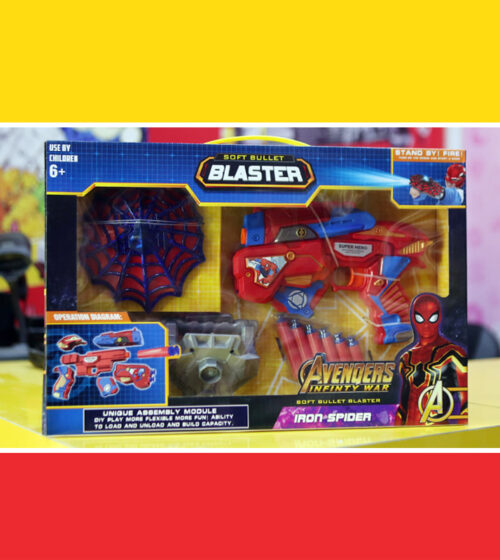 USE BY
CHILDREN
6+
SOFT BULLET
BLASTER
STAND BY! FIRE!
SUPER HERO
OPERATION DIAGRAM:
UNIQUE ASSEMBLY MODULE
DIY PLAY MORE FLEXIBLE MORE FUN! ABILITY
TO LOAD AND UNLOAD AND BUILD CAPACITY.
AVENGERS
INFINTY WAR
SOFT BULLET BLASTER
IRON-SPIDER
A